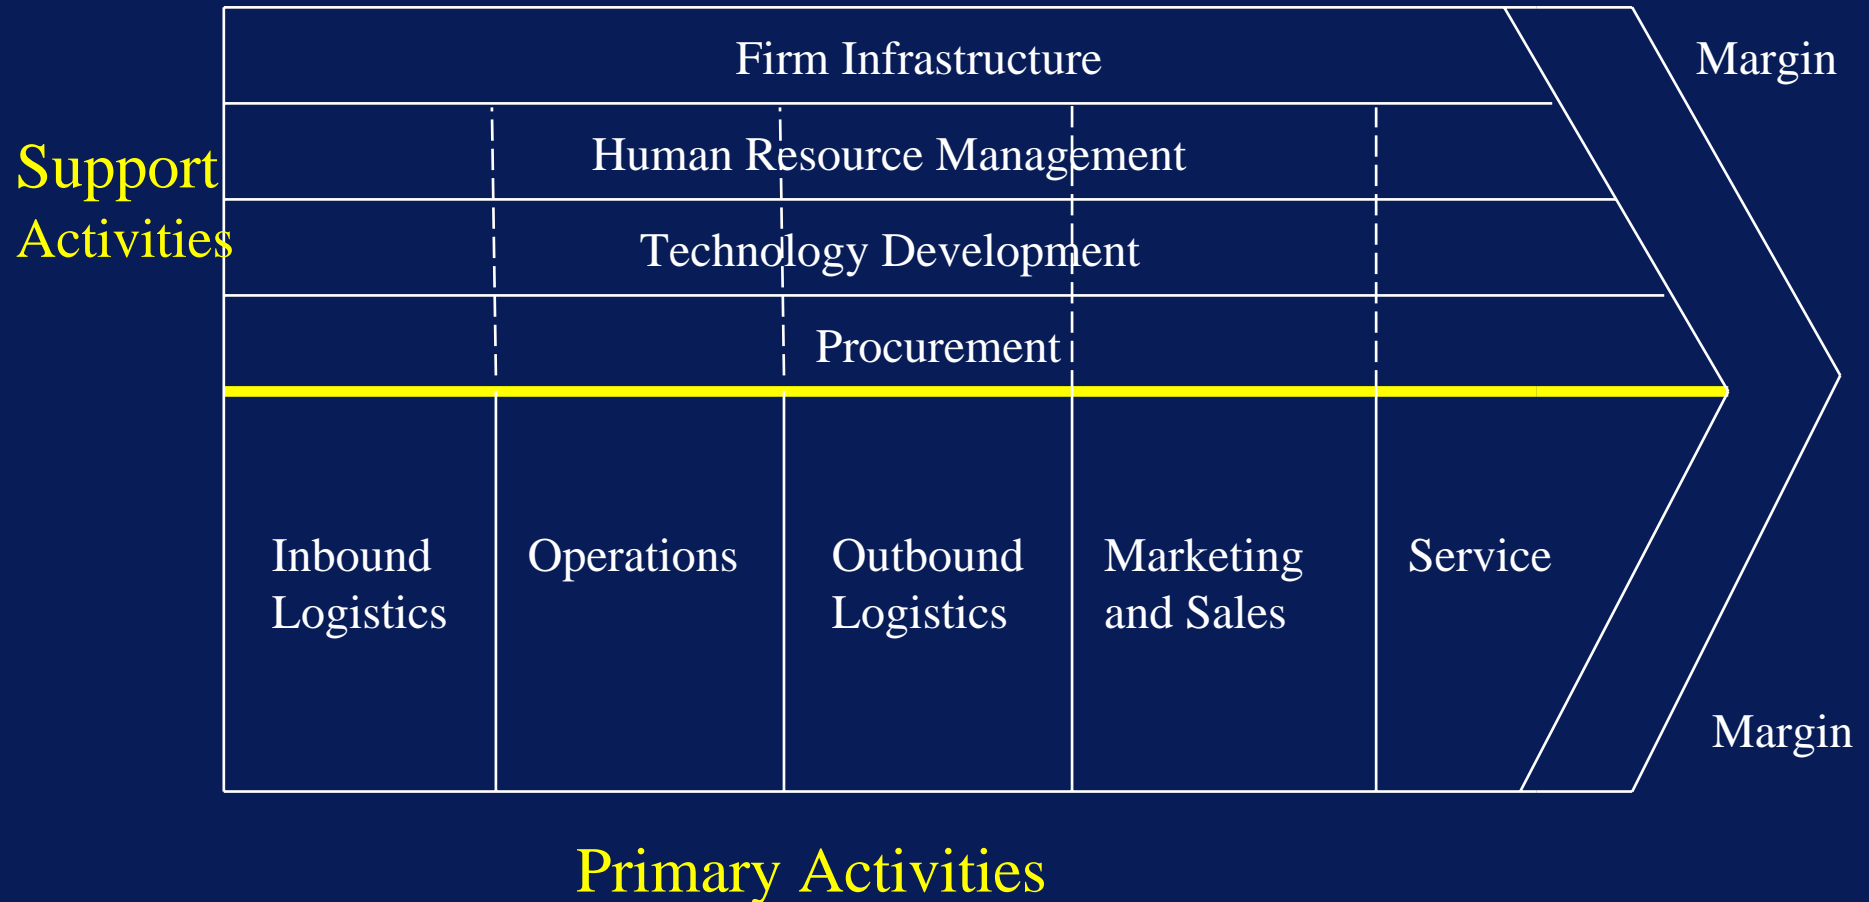 Firm Infrastructure
Margin
Human Resource Management
Support
Activities
Technology Development
Procurement
Inbound
Logistics
Operations
Outbound
Logistics
Marketing
and Sales
Service
Margin
Primary Activities